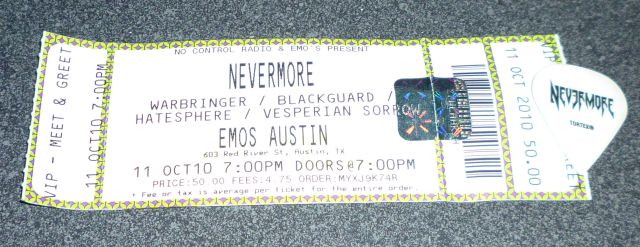 NO CONTROL RADIO & EMO'S PRESENT
NEVERMORE
WARBRINGER / BLACKGUARD /
HATESPHERE / VESPERIAN SORROW
EMOS AUSTIN
603 Red River St, Austin, TX
11 OCT10 7:00PM DOORS@7:00PM
PRICE:50.00 FEES:4.75 ORDER:MYXJ9K74R
* Fee or tax is average per ticket for the entire order.
VIP - MEET & GREET
11 OCT10 7:00PM
VIP
11 OCT 2010 50.00
NEVERMORE
TORTEX®